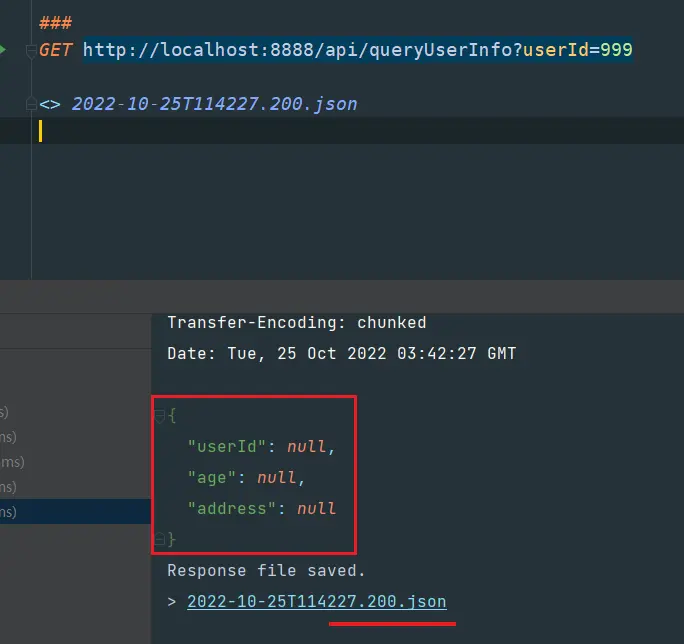 ###
GET http://localhost:8888/api/queryUserInfo?userId=999
<> 2022-10-25T114227.200.json
Transfer-Encoding: chunked
Date: Tue, 25 Oct 2022 03:42:27 GMT
{
s)
"userId": null,
ms)
ms)
"age": null,
ms)
"address": null
ms)
}
Response file saved.
> 2022-10-25T114227.200.json